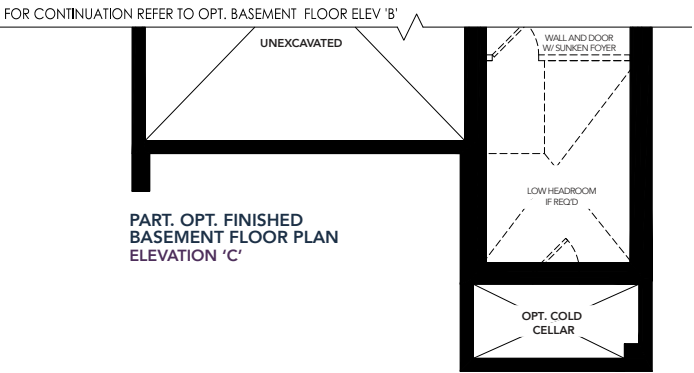 FOR CONTINUATION REFER TO OPT. BASEMENT FLOOR ELEV 'B'
UNEXCAVATED
WALL AND DOOR
W/ SUNKEN FOYER
LOW HEADROOM
IF REQ'D
PART. OPT. FINISHED
BASEMENT FLOOR PLAN
ELEVATION ‘C’
OPT. COLD
CELLAR